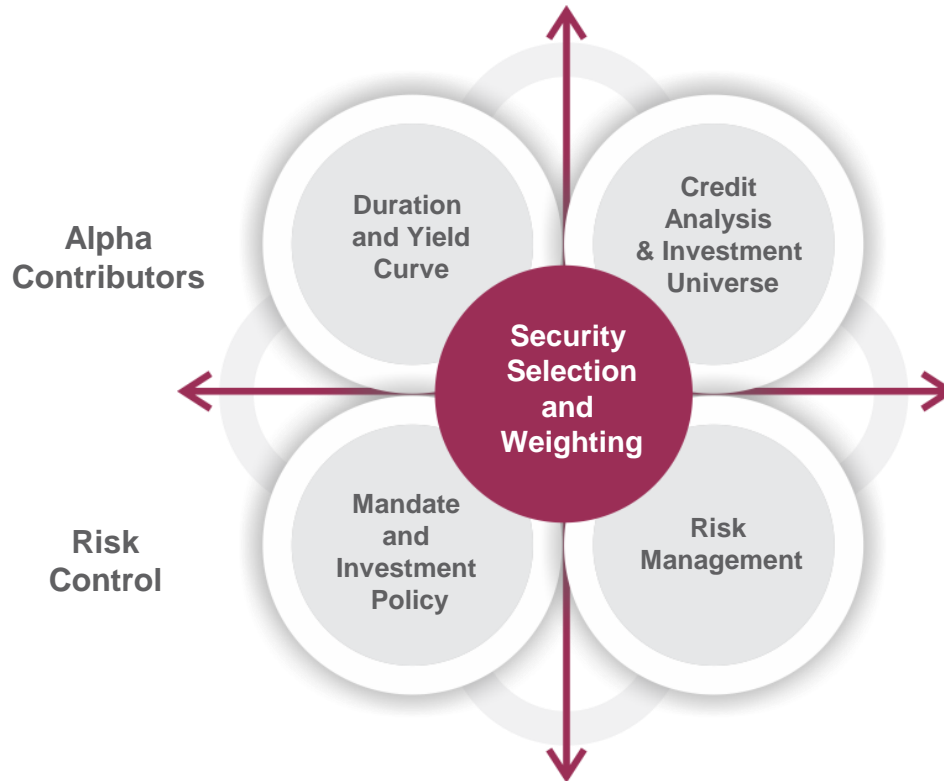 Alpha
Contributors
Duration
and Yield
Curve
Credit
Analysis
& Investment
Universe
Security
Selection
and
Weighting
Risk
Control
Mandate
and
Investment
Policy
Risk
Management